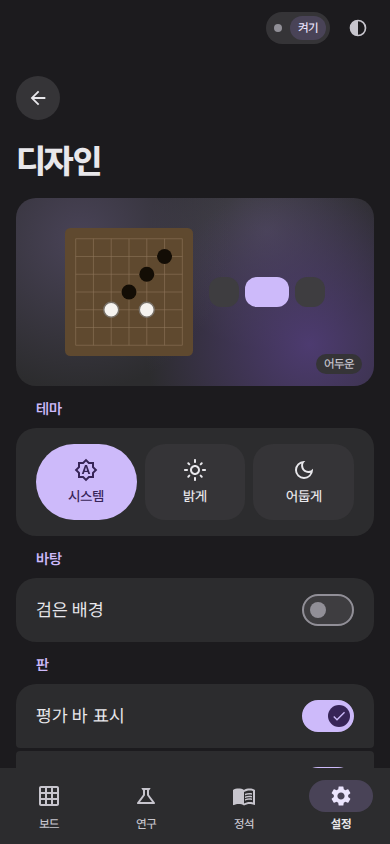 켜기
디자인
어두운
테마
시스템
밝게
어둡게
바탕
검은 배경
판
평가 바 표시
보드
연구
정석
설정